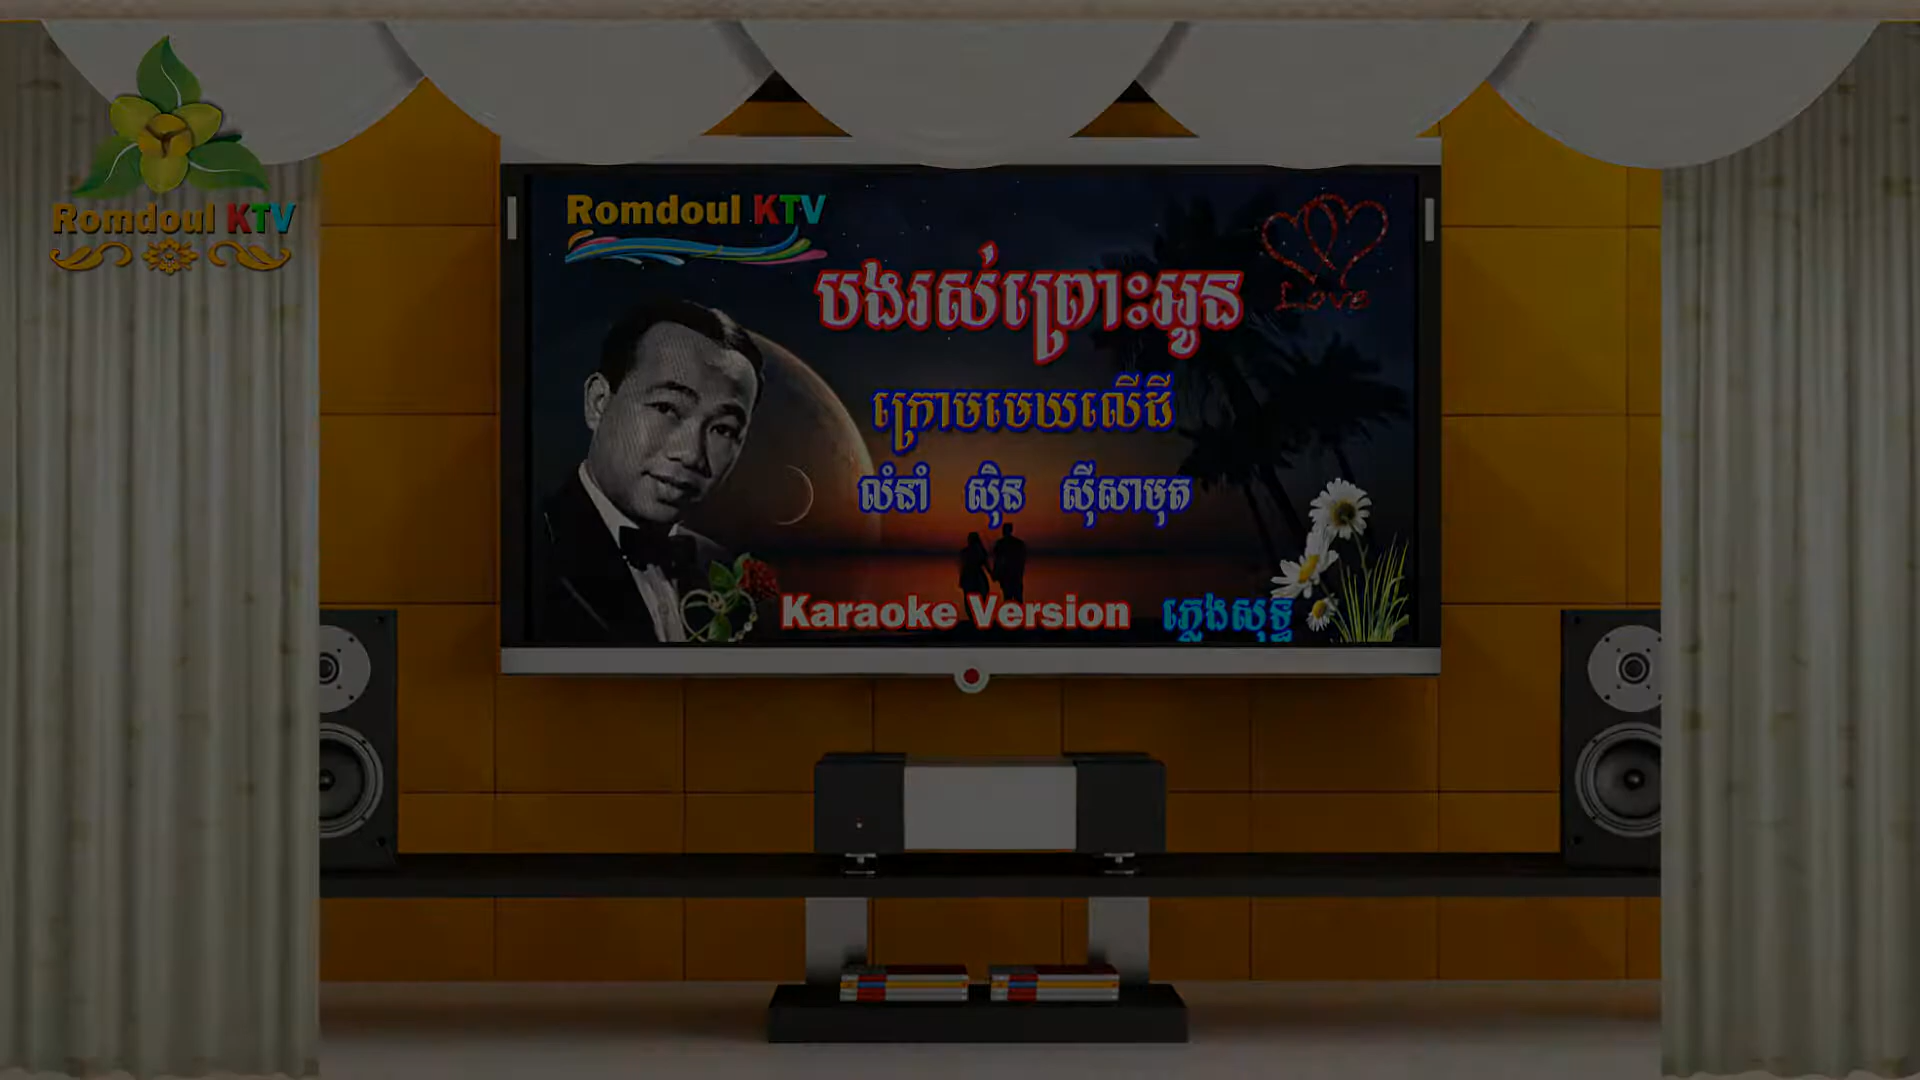 Romdoul KTV
Romdoul KTV
Love
បងរស់ព្រោះអូន
ក្រោមមេឃលើដី
លំនាំ ស៊ិន ស៊ីសាមុត
Karaoke Version ភ្លេងសុទ្ធ